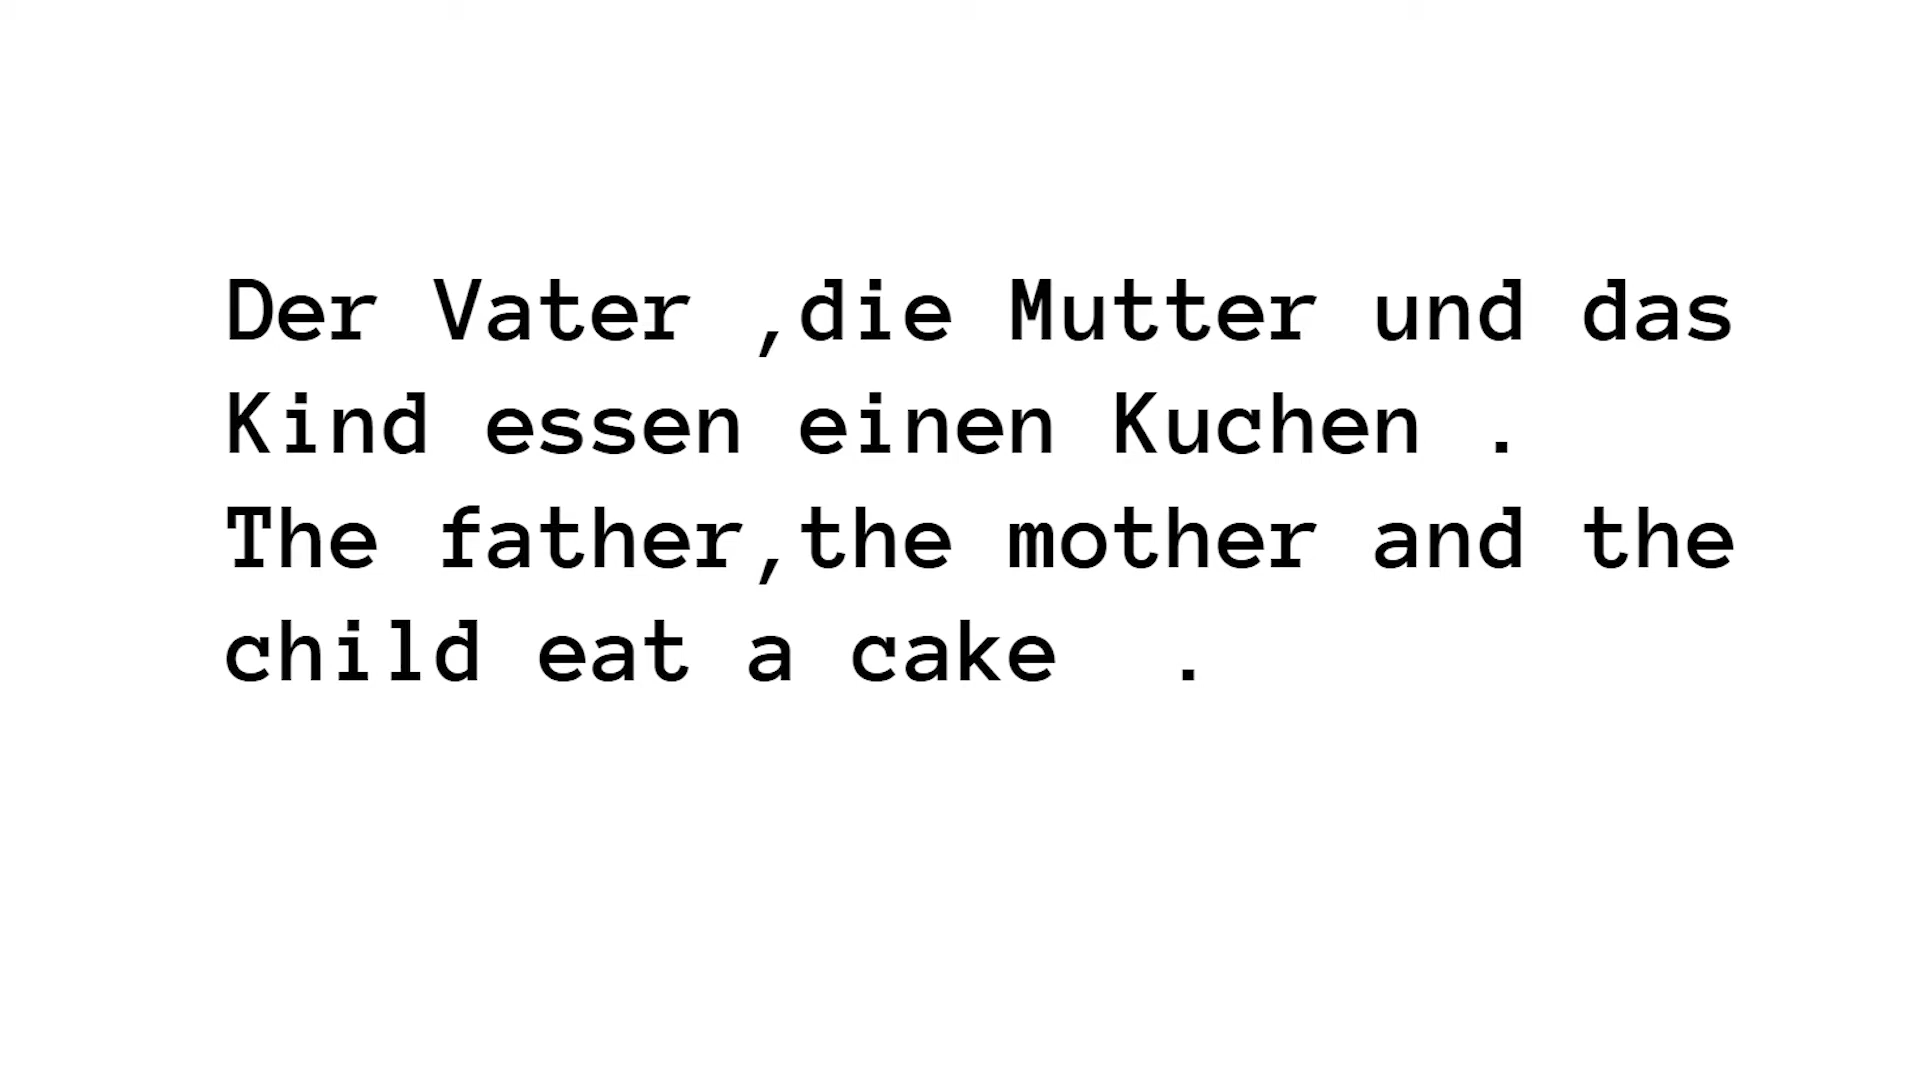 Der Vater ,die Mutter und das
Kind essen einen Kuchen .
The father,the mother and the
child eat a cake  .